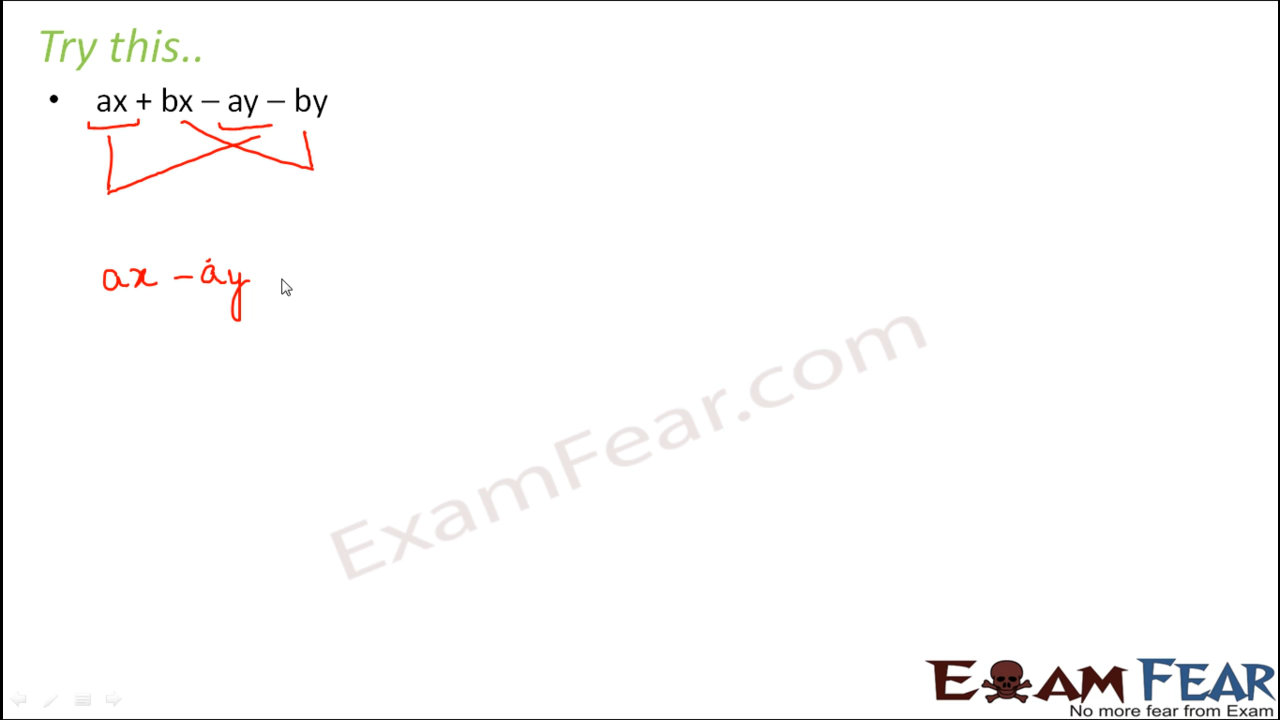 Try this..
• ax + bx – ay – by
ax - ay
ExamFear.com
EXAM FEAR
No more fear from Exam